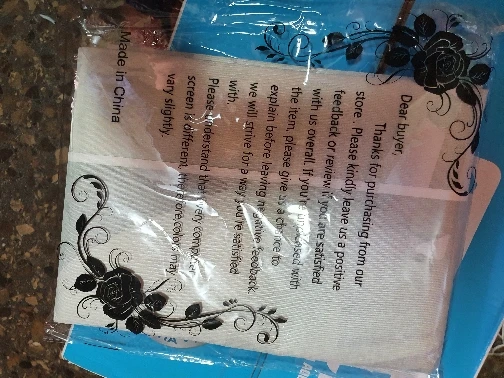 Dear buyer,
Thanks for purchasing from our
store . Please kindly leave us a positive
feedback or review if you are satisfied
with us overall. If you're with
the item, please give us a chance to
explain before leaving negative feedback.
we will strive for a way you're satisfied
with.
Please understand that every computer
screen is different, therefore,colors may
vary slightly.
Made in China